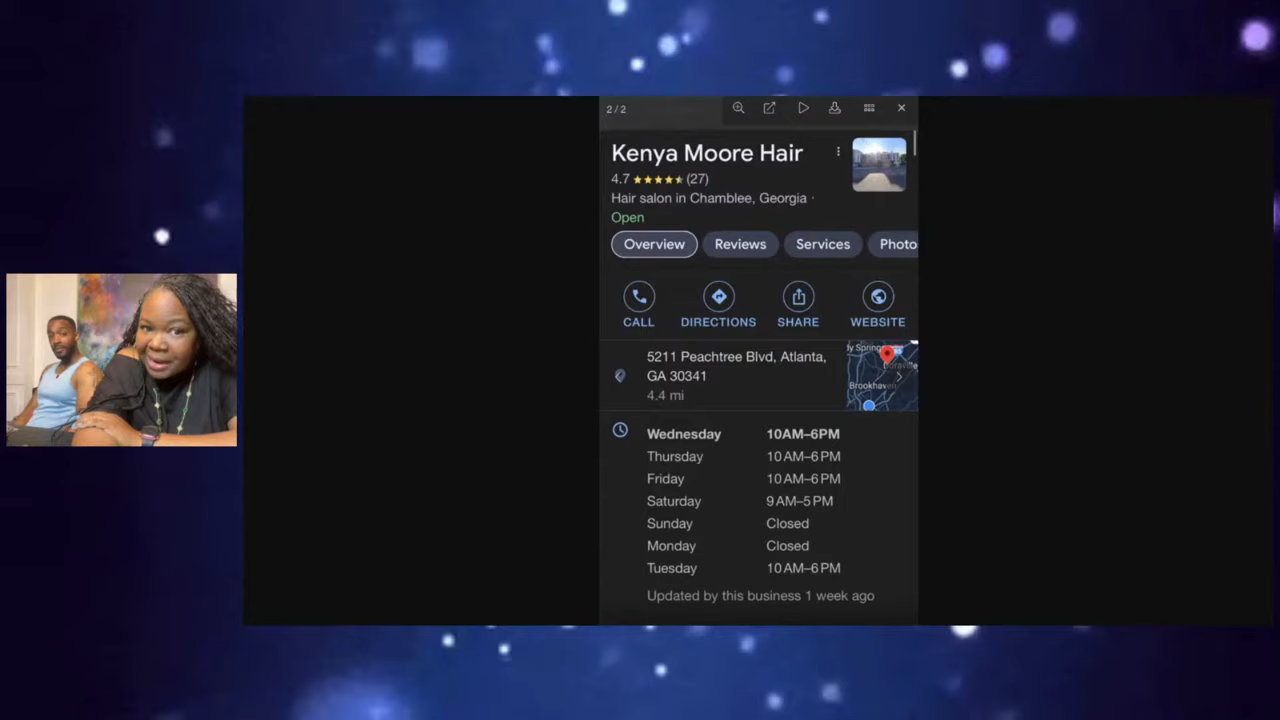 2 / 2
Kenya Moore Hair
4.7 (27)
Hair salon in Chamblee, Georgia ·
Open
Overview
Reviews
Services
Photo
CALL
DIRECTIONS
SHARE
WEBSITE
5211 Peachtree Blvd, Atlanta,
GA 30341
4.4 mi
dy Spring
Doraville
Brookhaven
Wednesday 10AM–6PM
Thursday 10AM–6PM
Friday 10AM–6PM
Saturday 9AM–5PM
Sunday Closed
Monday Closed
Tuesday 10AM–6PM
Updated by this business 1 week ago